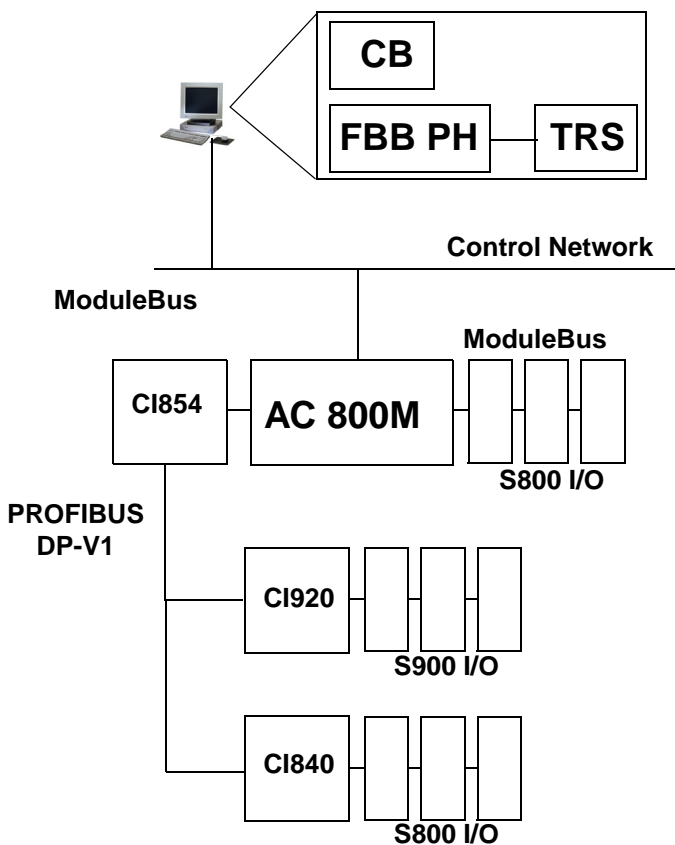 CB
FBB PH
TRS
Control Network
ModuleBus
ModuleBus
CI854
AC 800M
S800 I/O
PROFIBUS
DP-V1
CI920
S900 I/O
CI840
S800 I/O